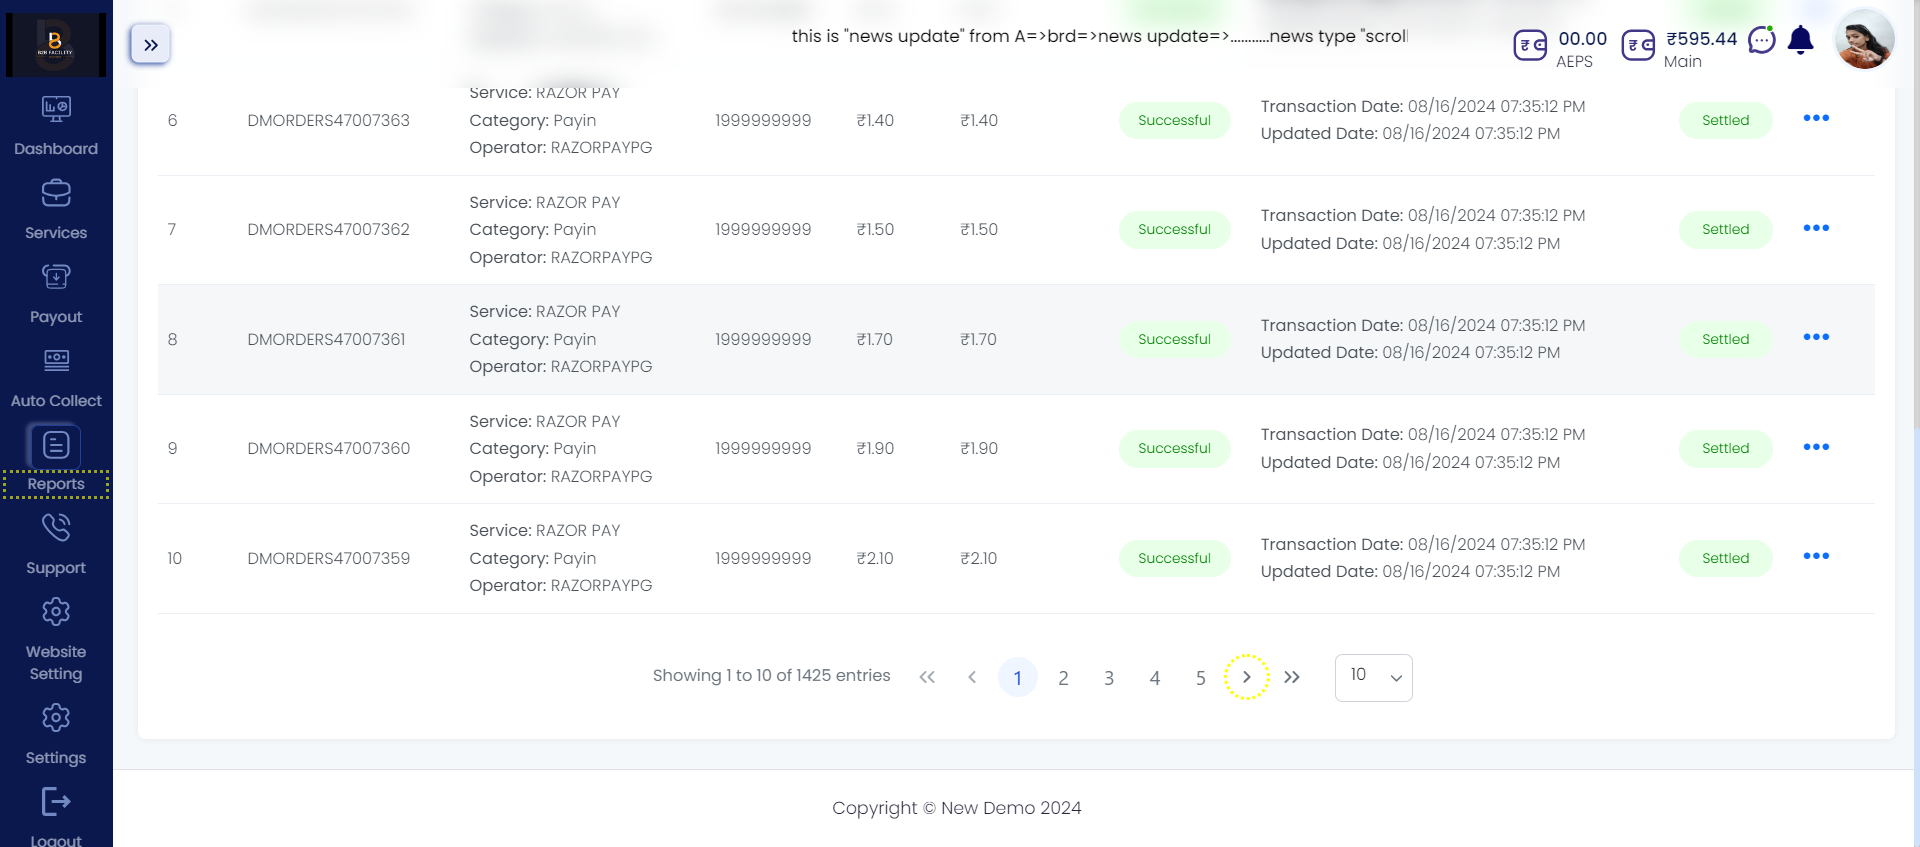 B2B FACILITY
this is "news update" from A=>brd=>news update=>...........news type "scroll
00.00
AEPS
₹595.44
Main
Dashboard
Services
Payout
Auto Collect
Reports
Support
Website
Setting
Settings
Logout
6 DMORDERS47007363 Service: RAZOR PAY
Category: Payin
Operator: RAZORPAYPG 1999999999 ₹1.40 ₹1.40 Successful Transaction Date: 08/16/2024 07:35:12 PM
Updated Date: 08/16/2024 07:35:12 PM Settled
7 DMORDERS47007362 Service: RAZOR PAY
Category: Payin
Operator: RAZORPAYPG 1999999999 ₹1.50 ₹1.50 Successful Transaction Date: 08/16/2024 07:35:12 PM
Updated Date: 08/16/2024 07:35:12 PM Settled
8 DMORDERS47007361 Service: RAZOR PAY
Category: Payin
Operator: RAZORPAYPG 1999999999 ₹1.70 ₹1.70 Successful Transaction Date: 08/16/2024 07:35:12 PM
Updated Date: 08/16/2024 07:35:12 PM Settled
9 DMORDERS47007360 Service: RAZOR PAY
Category: Payin
Operator: RAZORPAYPG 1999999999 ₹1.90 ₹1.90 Successful Transaction Date: 08/16/2024 07:35:12 PM
Updated Date: 08/16/2024 07:35:12 PM Settled
10 DMORDERS47007359 Service: RAZOR PAY
Category: Payin
Operator: RAZORPAYPG 1999999999 ₹2.10 ₹2.10 Successful Transaction Date: 08/16/2024 07:35:12 PM
Updated Date: 08/16/2024 07:35:12 PM Settled
Showing 1 to 10 of 1425 entries « ‹ 1 2 3 4 5 › » 10
Copyright © New Demo 2024